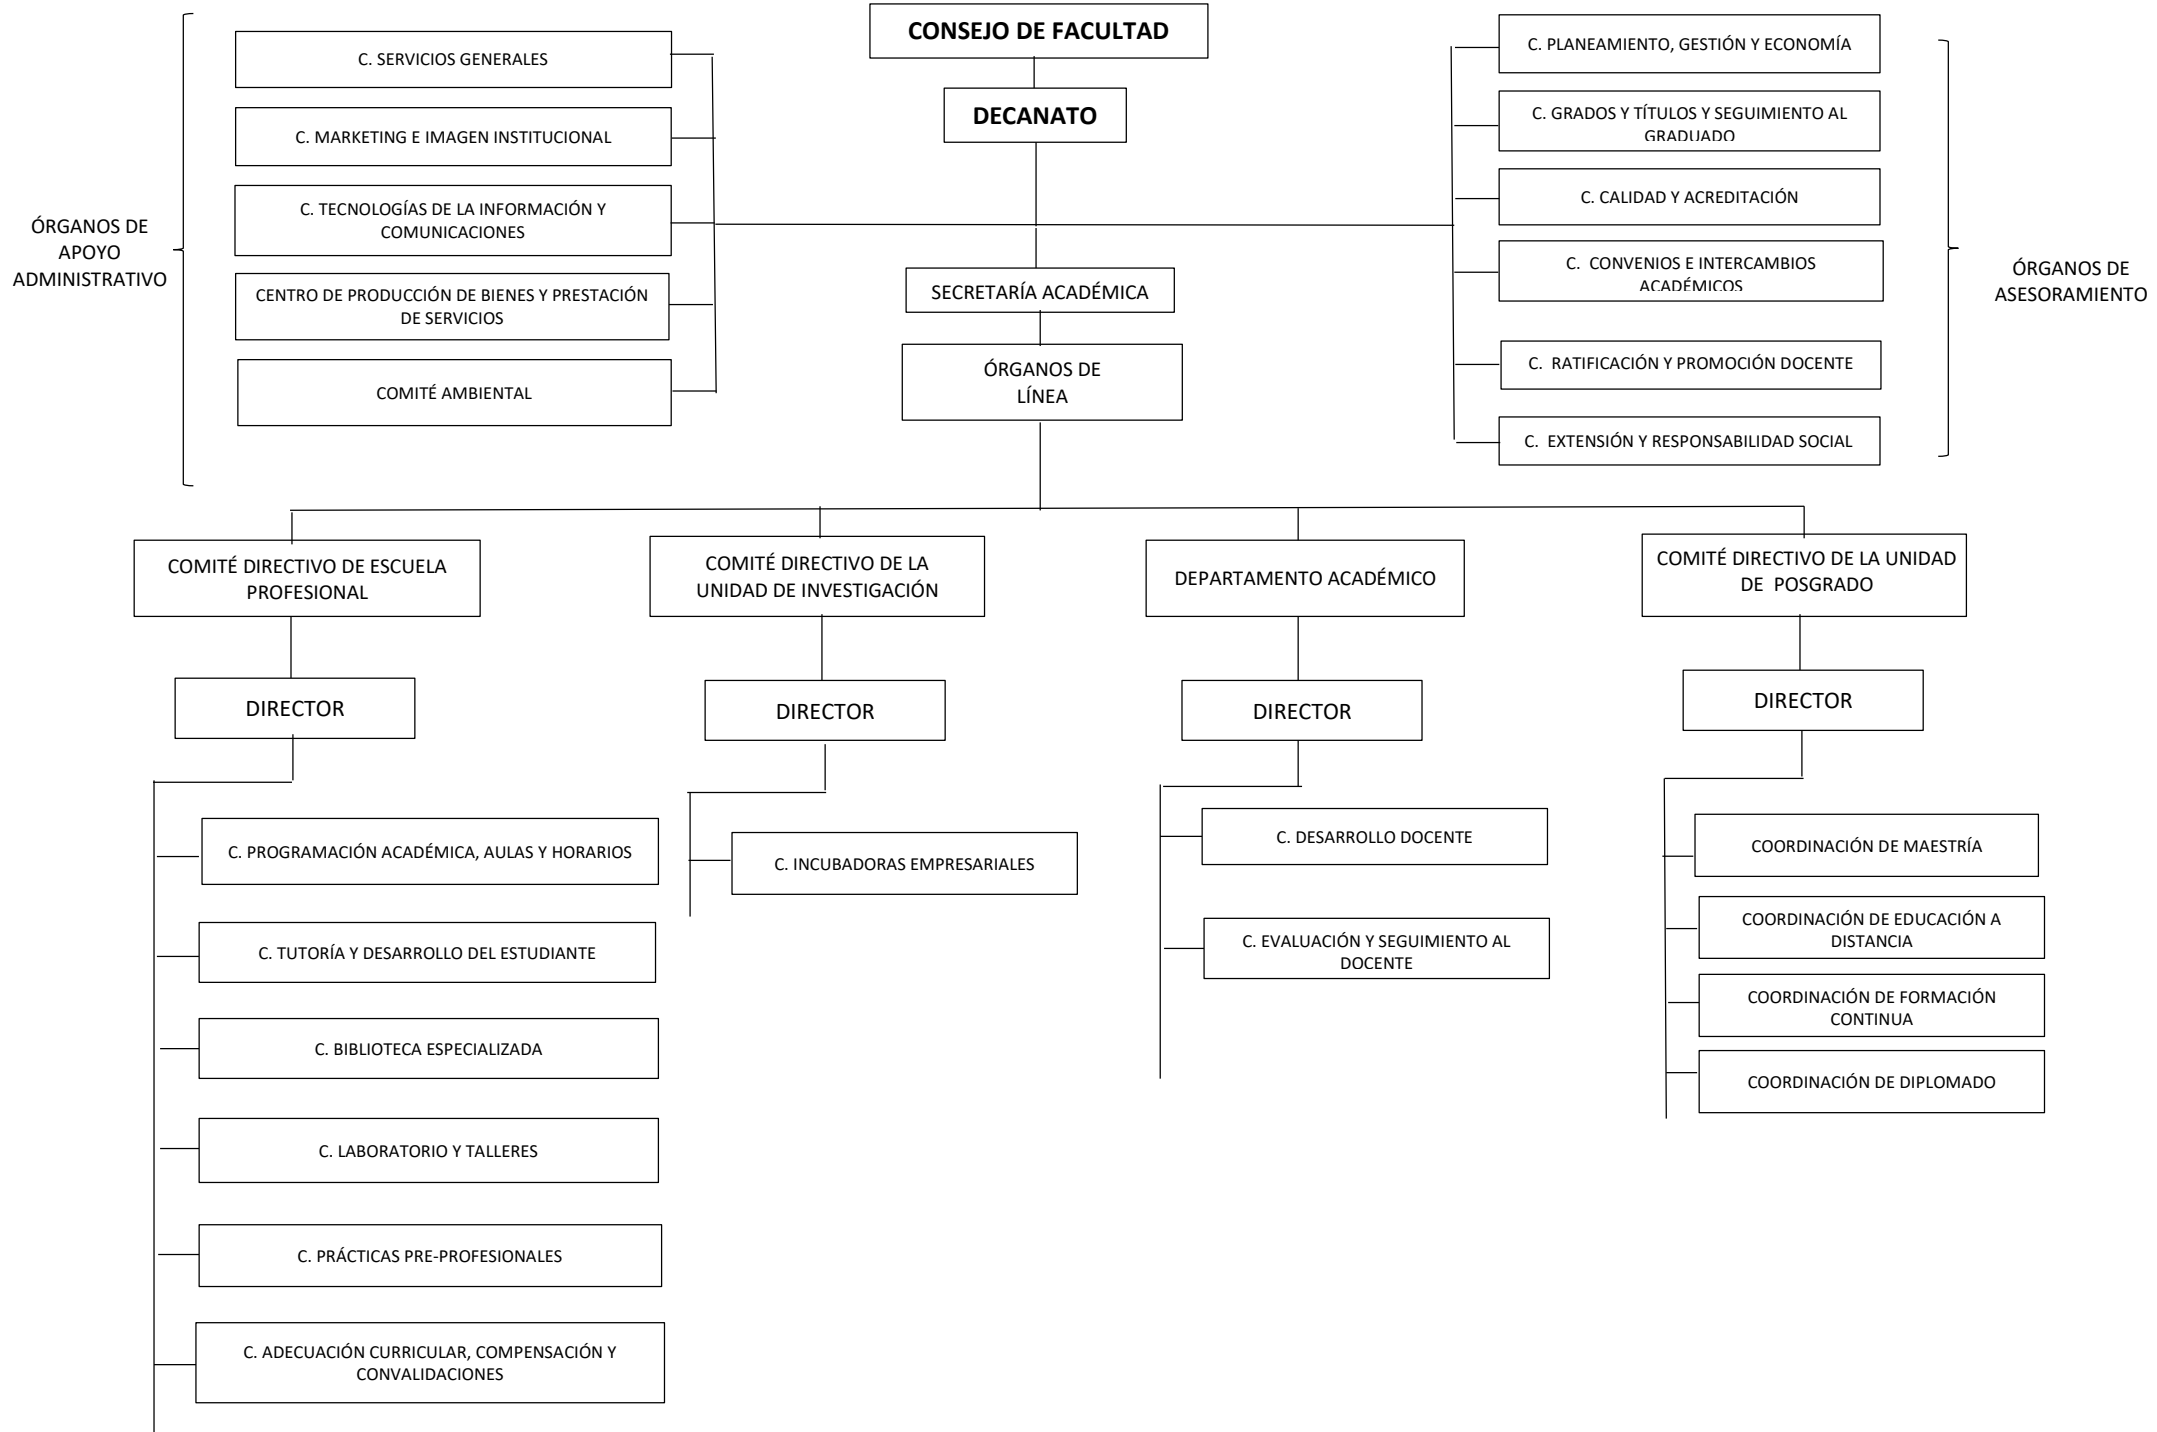 CONSEJO DE FACULTAD
DECANATO
SECRETARÍA ACADÉMICA
ÓRGANOS DE
LÍNEA
ÓRGANOS DE
APOYO
ADMINISTRATIVO
C. SERVICIOS GENERALES
C. MARKETING E IMAGEN INSTITUCIONAL
C. TECNOLOGÍAS DE LA INFORMACIÓN Y
COMUNICACIONES
CENTRO DE PRODUCCIÓN DE BIENES Y PRESTACIÓN
DE SERVICIOS
COMITÉ AMBIENTAL
C. PLANEAMIENTO, GESTIÓN Y ECONOMÍA
C. GRADOS Y TÍTULOS Y SEGUIMIENTO AL
GRADUADO
C. CALIDAD Y ACREDITACIÓN
C. CONVENIOS E INTERCAMBIOS
ACADÉMICOS
C. RATIFICACIÓN Y PROMOCIÓN DOCENTE
C. EXTENSIÓN Y RESPONSABILIDAD SOCIAL
ÓRGANOS DE
ASESORAMIENTO
COMITÉ DIRECTIVO DE ESCUELA
PROFESIONAL
DIRECTOR
C. PROGRAMACIÓN ACADÉMICA, AULAS Y HORARIOS
C. TUTORÍA Y DESARROLLO DEL ESTUDIANTE
C. BIBLIOTECA ESPECIALIZADA
C. LABORATORIO Y TALLERES
C. PRÁCTICAS PRE-PROFESIONALES
C. ADECUACIÓN CURRICULAR, COMPENSACIÓN Y
CONVALIDACIONES
COMITÉ DIRECTIVO DE LA
UNIDAD DE INVESTIGACIÓN
DIRECTOR
C. INCUBADORAS EMPRESARIALES
DEPARTAMENTO ACADÉMICO
DIRECTOR
C. DESARROLLO DOCENTE
C. EVALUACIÓN Y SEGUIMIENTO AL
DOCENTE
COMITÉ DIRECTIVO DE LA UNIDAD
DE POSGRADO
DIRECTOR
COORDINACIÓN DE MAESTRÍA
COORDINACIÓN DE EDUCACIÓN A
DISTANCIA
COORDINACIÓN DE FORMACIÓN
CONTINUA
COORDINACIÓN DE DIPLOMADO